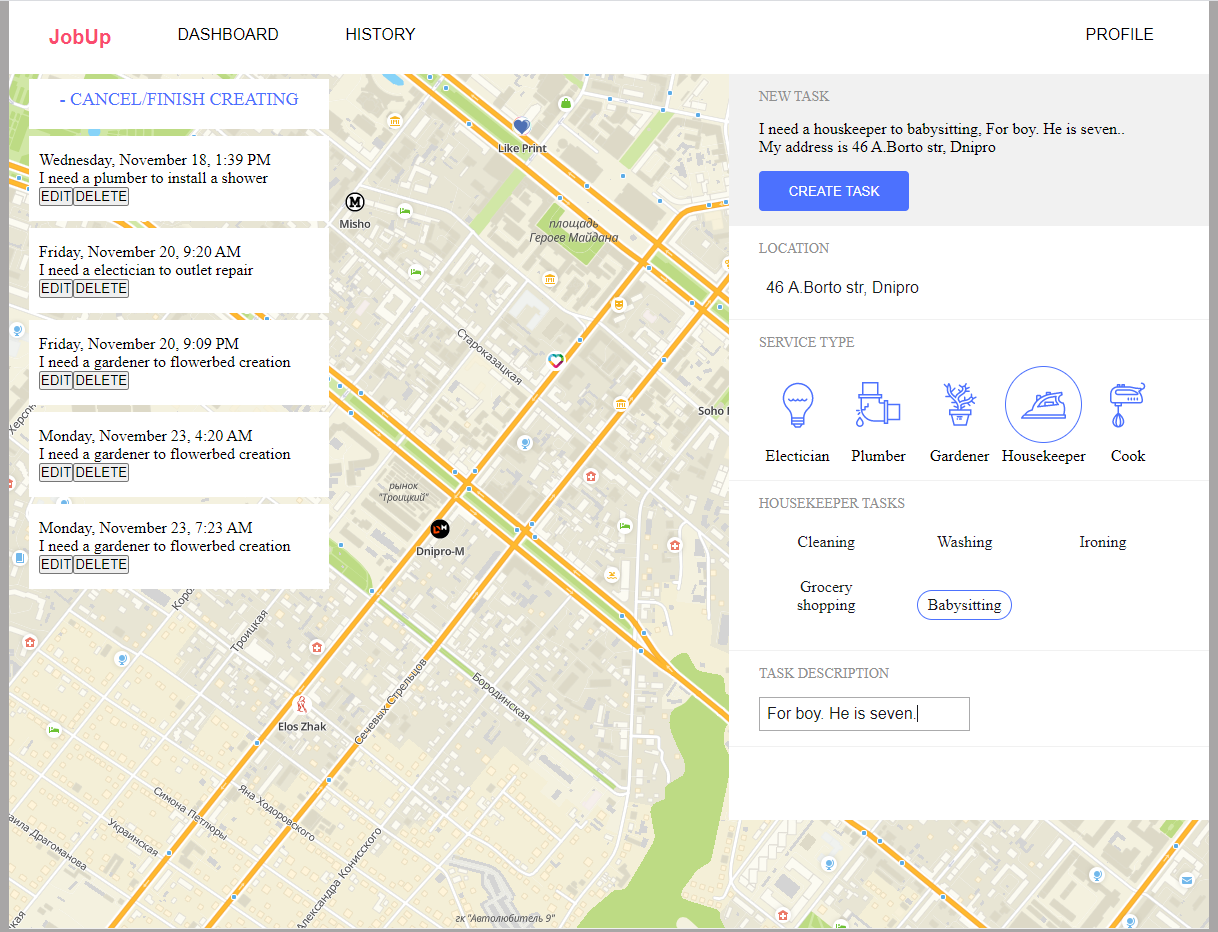 JobUp
DASHBOARD
HISTORY
PROFILE
- CANCEL/FINISH CREATING
Wednesday, November 18, 1:39 PM
I need a plumber to install a shower
EDIT DELETE
Friday, November 20, 9:20 AM
I need a electician to outlet repair
EDIT DELETE
Friday, November 20, 9:09 PM
I need a gardener to flowerbed creation
EDIT DELETE
Monday, November 23, 4:20 AM
I need a gardener to flowerbed creation
EDIT DELETE
Monday, November 23, 7:23 AM
I need a gardener to flowerbed creation
EDIT DELETE
Like Print
Misho
площадь
Героев Майдана
Староказацкая
Soho
рынок
"Троицкий"
Dnipro-M
Троицкая
Elos Zhak
Сечевых Стрельцов
Бородинская
Симона Петлюры
Яна Ходоровского
Украинская
Драгоманова
Александра Конисского
гк "Автолюбитель 9"
NEW TASK
I need a houskeeper to babysitting, For boy. He is seven..
My address is 46 A.Borto str, Dnipro
CREATE TASK
LOCATION
46 A.Borto str, Dnipro
SERVICE TYPE
Electician
Plumber
Gardener
Housekeeper
Cook
HOUSEKEEPER TASKS
Cleaning
Washing
Ironing
Grocery
shopping
Babysitting
TASK DESCRIPTION
For boy. He is seven.